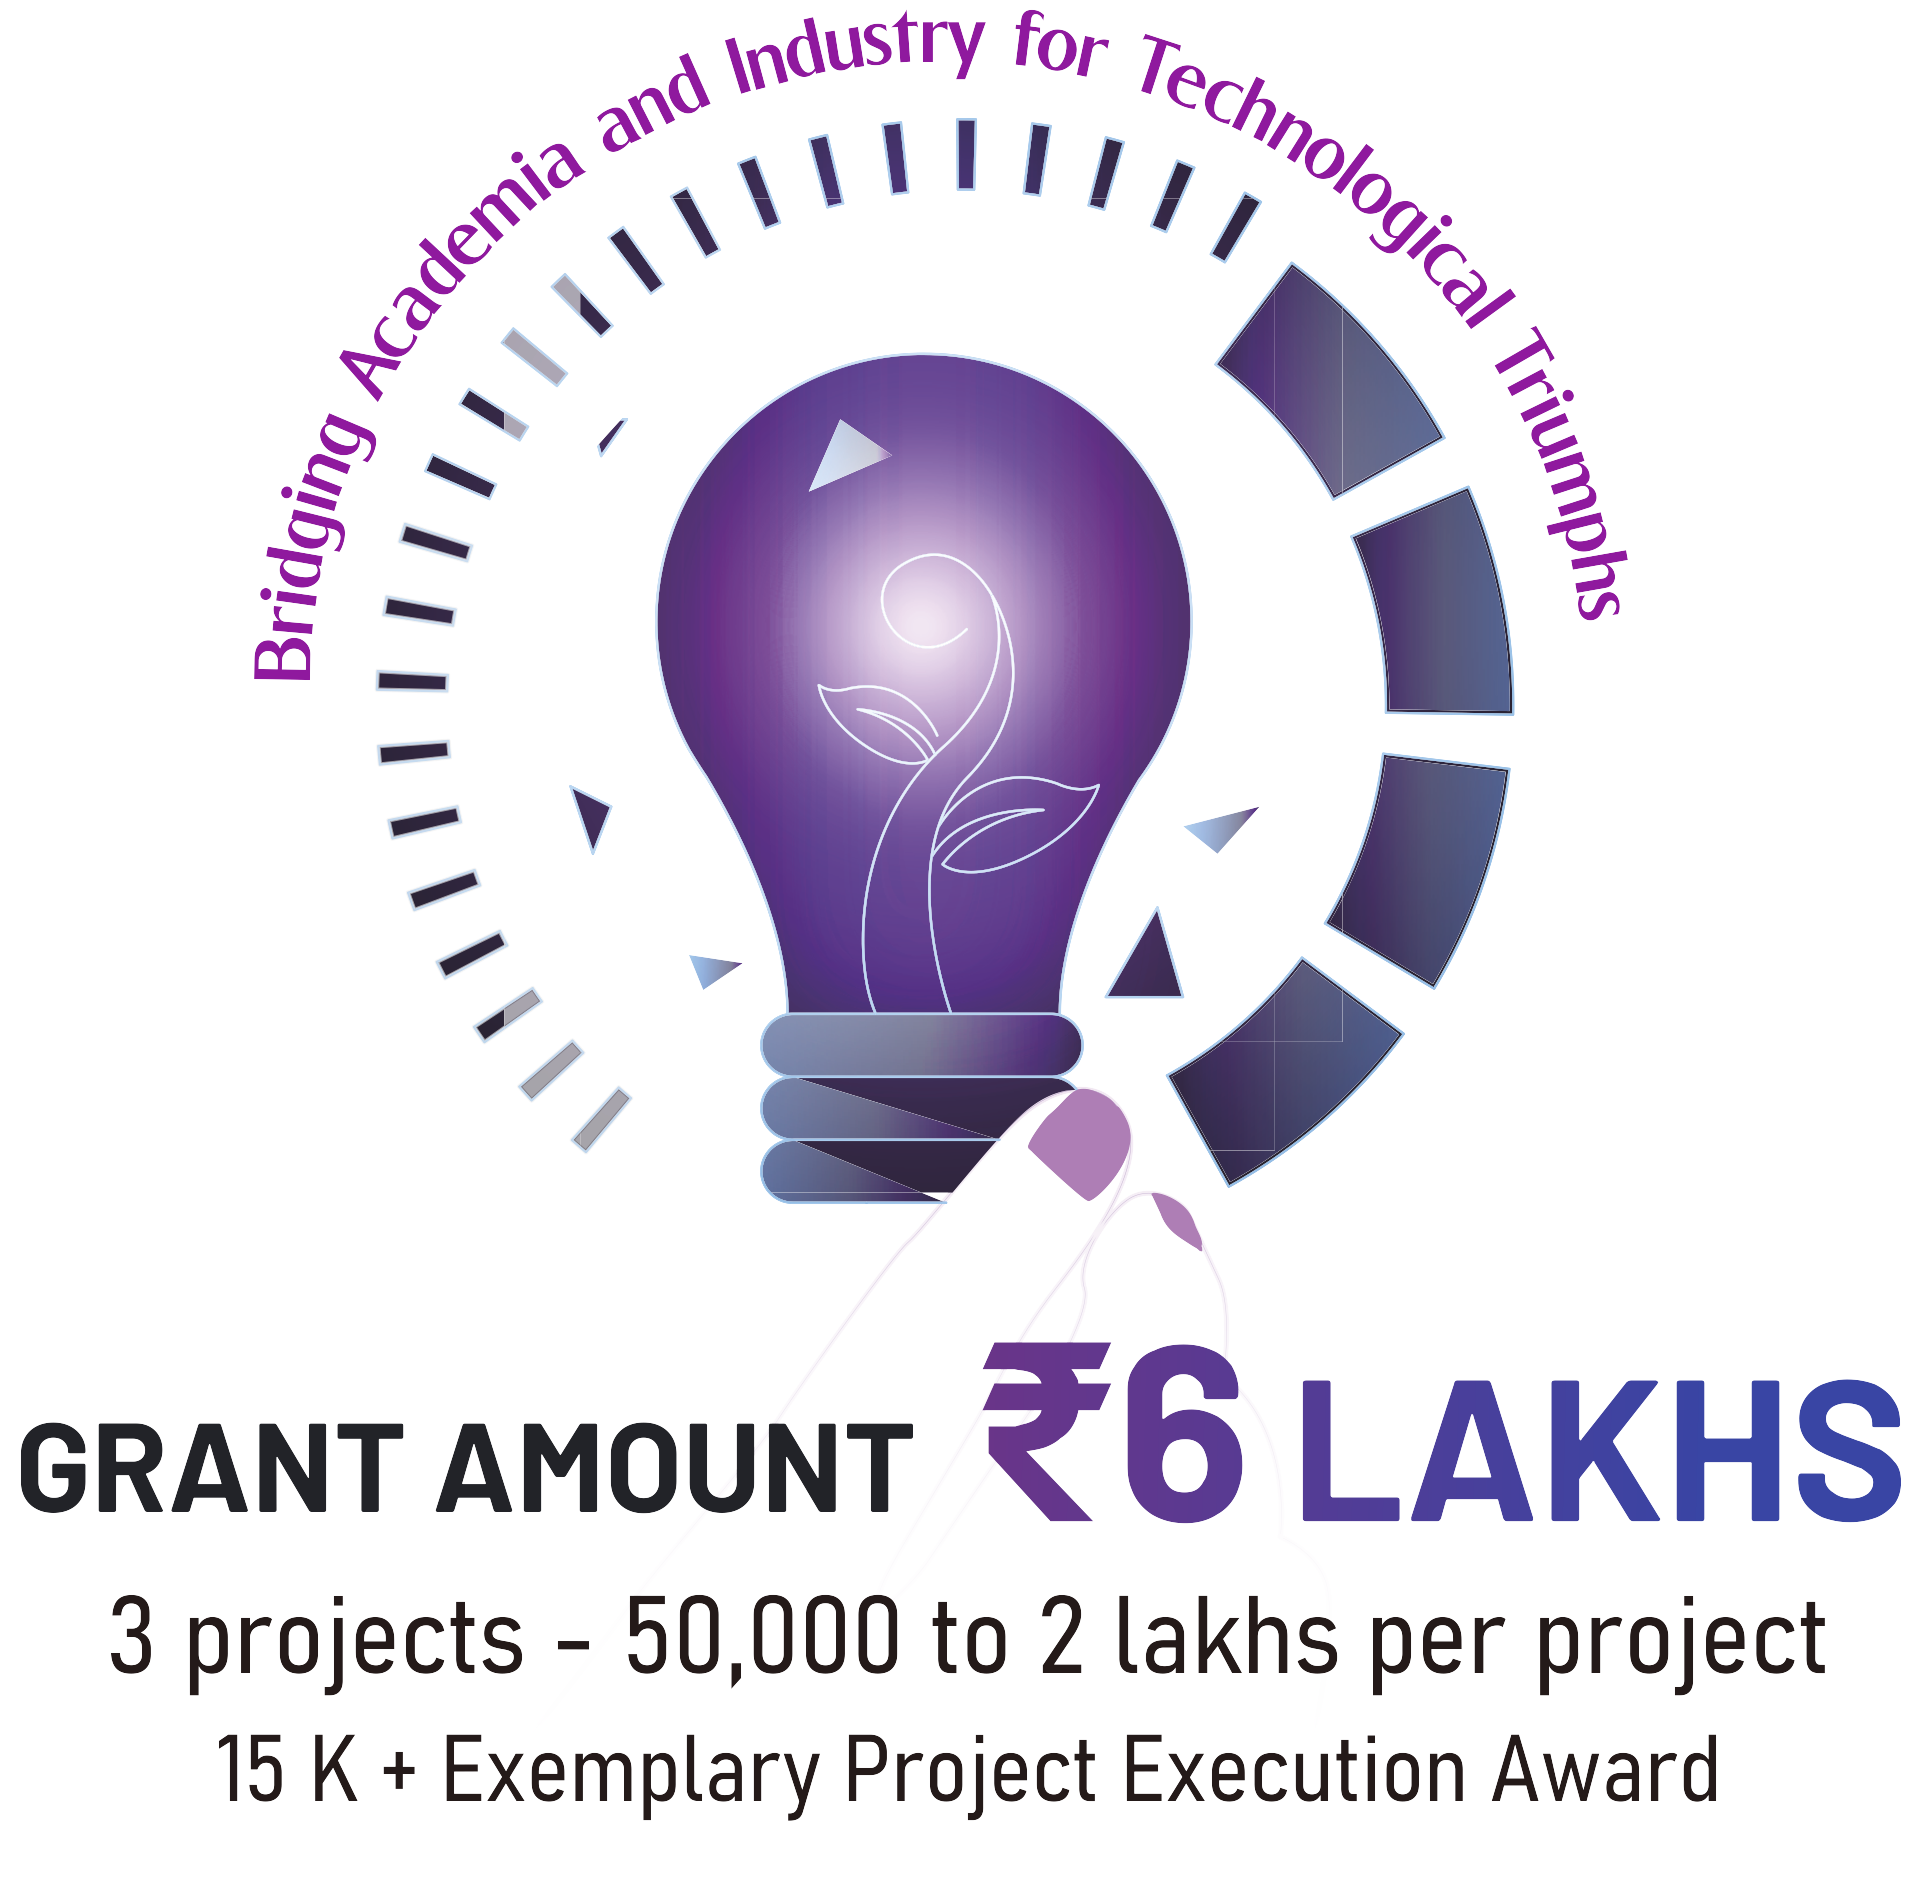 Bridging Academia and Industry for Technological Triumphs
GRANT AMOUNT ₹6 LAKHS
3 projects - 50,000 to 2 lakhs per project
15 K + Exemplary Project Execution Award